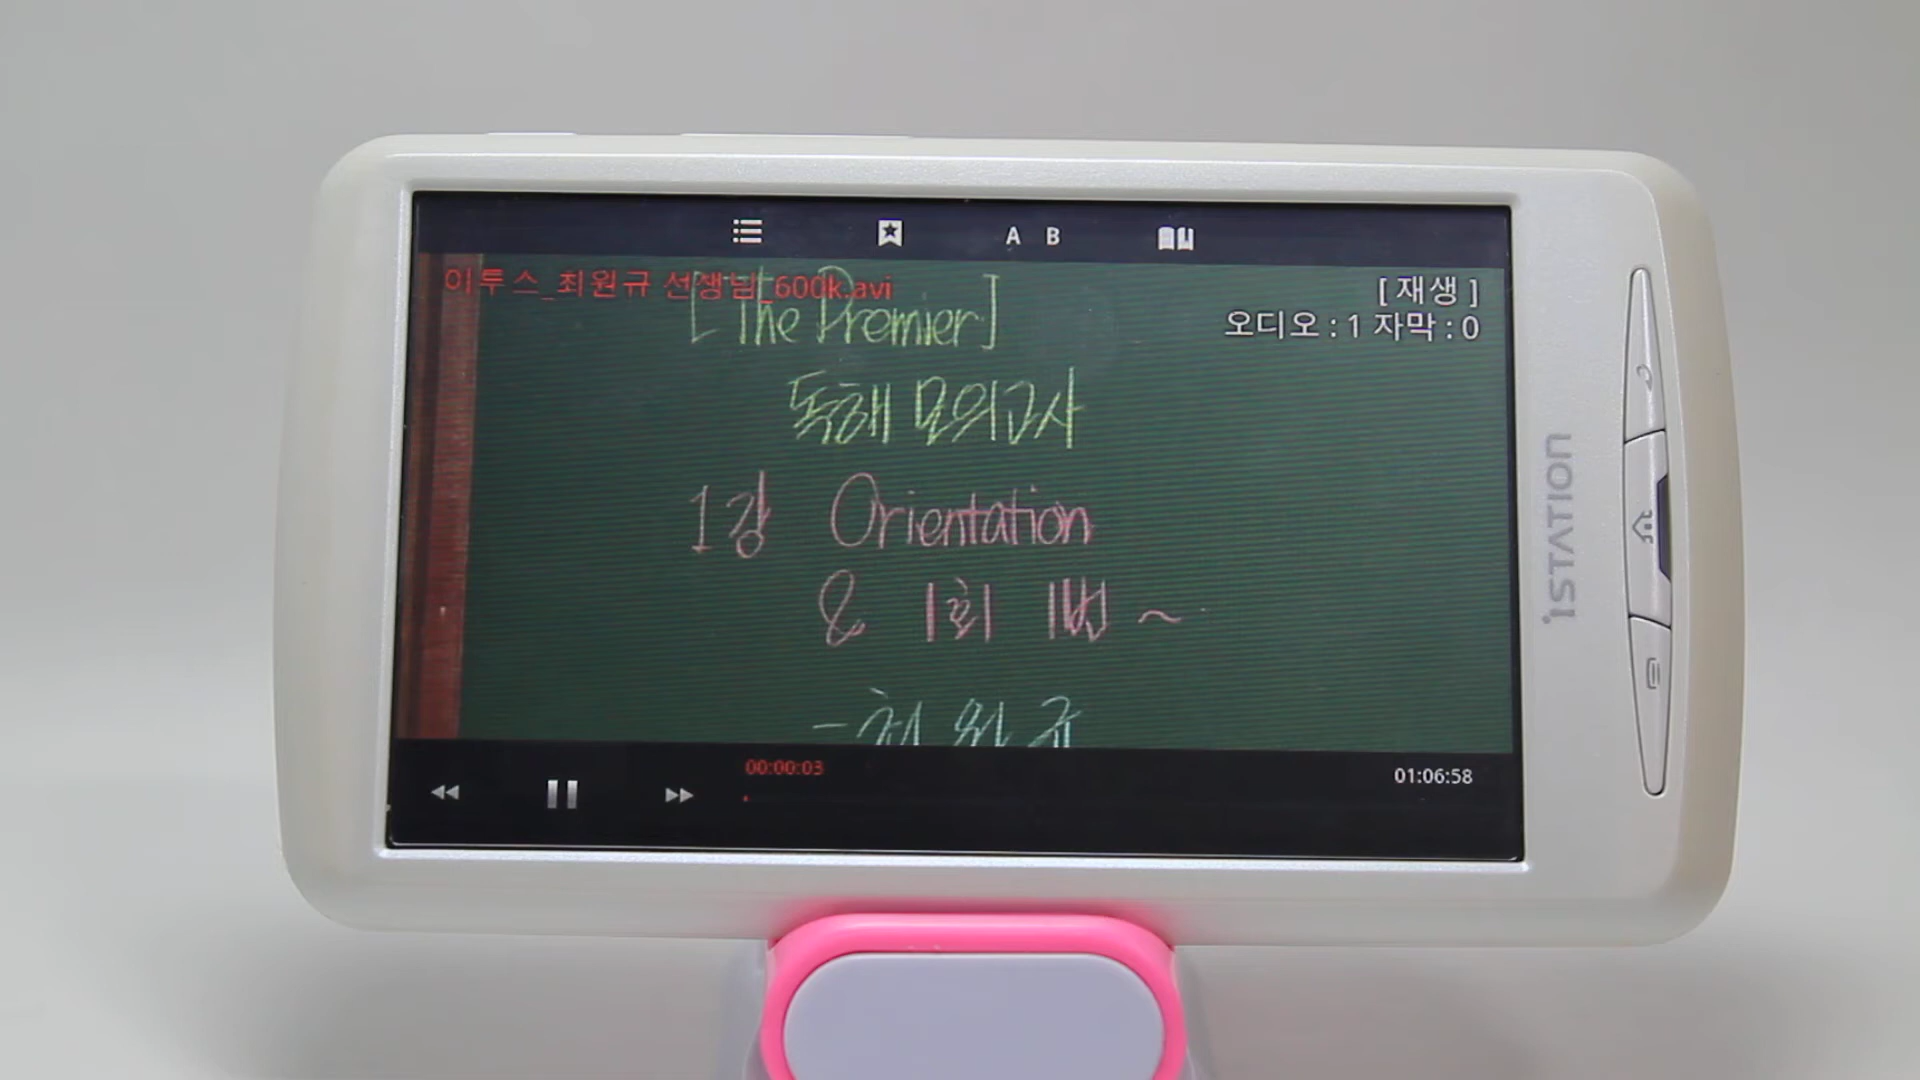 A B
이투스_최원규 선생님_600k.avi
[재생]
오디오 : 1 자막 : 0
[The Premier]
독해 모의고사
1강 Orientation
& 1회 1번 ~
- 최원규
00:00:03
01:06:58
iSTATION